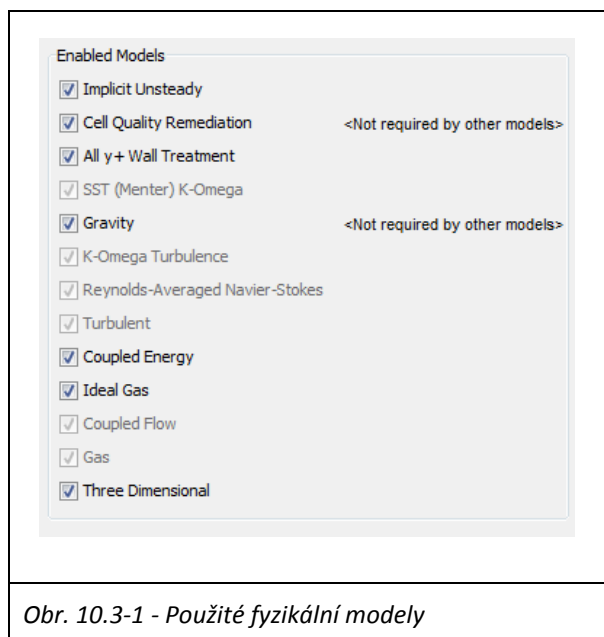 Enabled Models
Implicit Unsteady
Cell Quality Remediation <Not required by other models>
All y+ Wall Treatment
SST (Menter) K-Omega
Gravity <Not required by other models>
K-Omega Turbulence
Reynolds-Averaged Navier-Stokes
Turbulent
Coupled Energy
Ideal Gas
Coupled Flow
Gas
Three Dimensional
Obr. 10.3-1 - Použité fyzikální modely